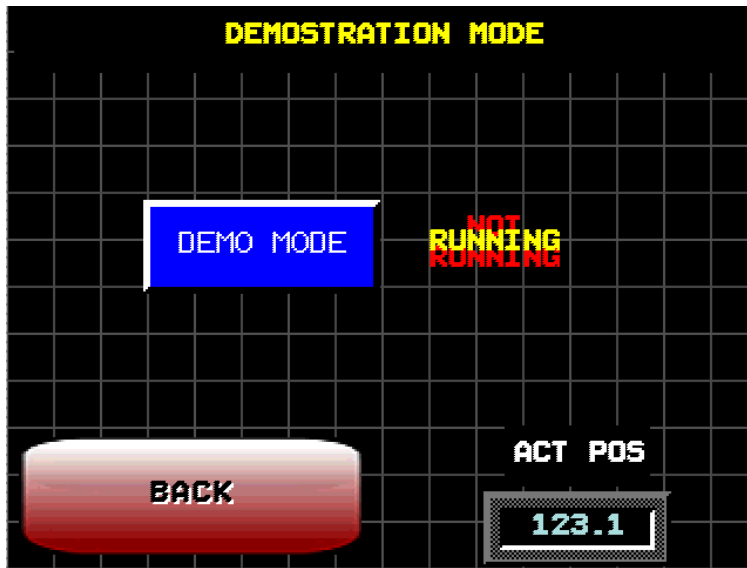 DEMOSTRATION MODE
DEMO MODE
NOT
RUNNING
RUNNING
ACT POS
BACK
123.1